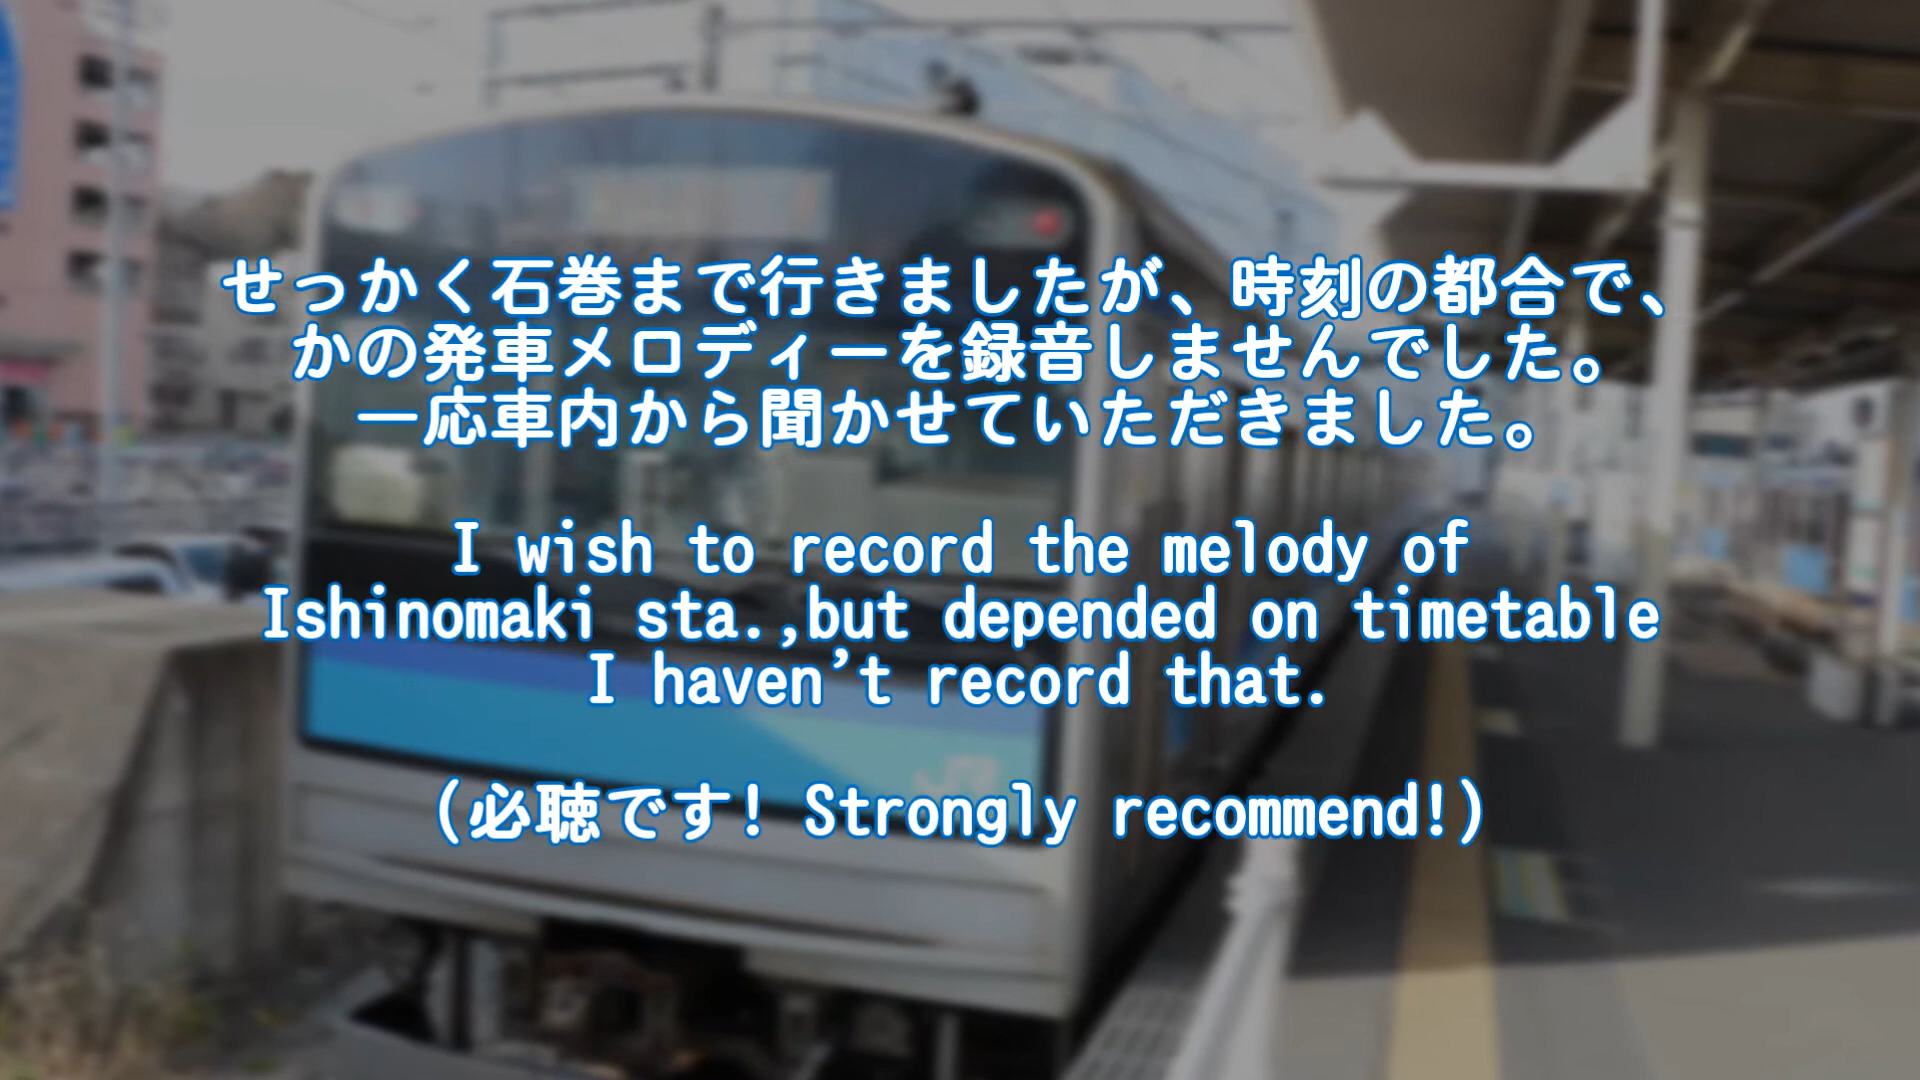 せっかく石巻まで行きましたが、時刻の都合で、
かの発車メロディーを録音しませんでした。
一応車内から聞かせていただきました。
I wish to record the melody of
Ishinomaki sta.,but depended on timetable
I haven't record that.
(必聴です! Strongly recommend!)
JR